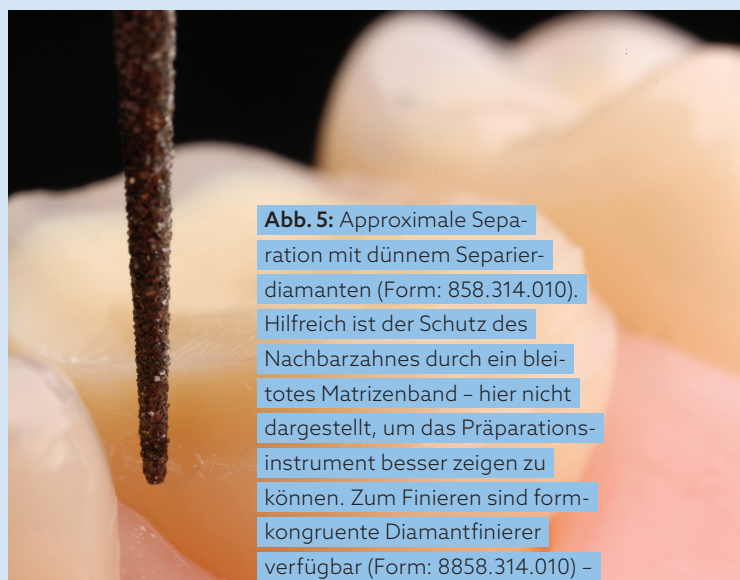 Abb. 5: Approximale Sepa-
ration mit dünnem Separier-
diamanten (Form: 858.314.010).
Hilfreich ist der Schutz des
Nachbarzahnes durch ein blei-
totes Matrizenband – hier nicht
dargestellt, um das Präparations-
instrument besser zeigen zu
können. Zum Finieren sind form-
kongruente Diamantfinierer
verfügbar (Form: 8858.314.010) –